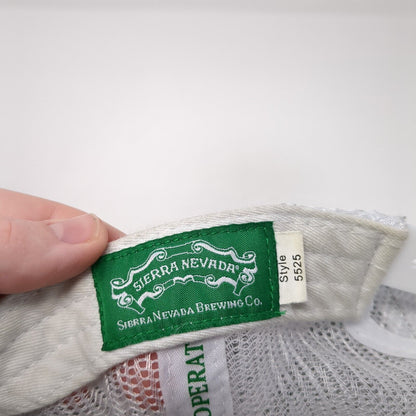 SIERRA NEVADA®
SIERRA NEVADA BREWING CO.
Style
5525
OPERAT